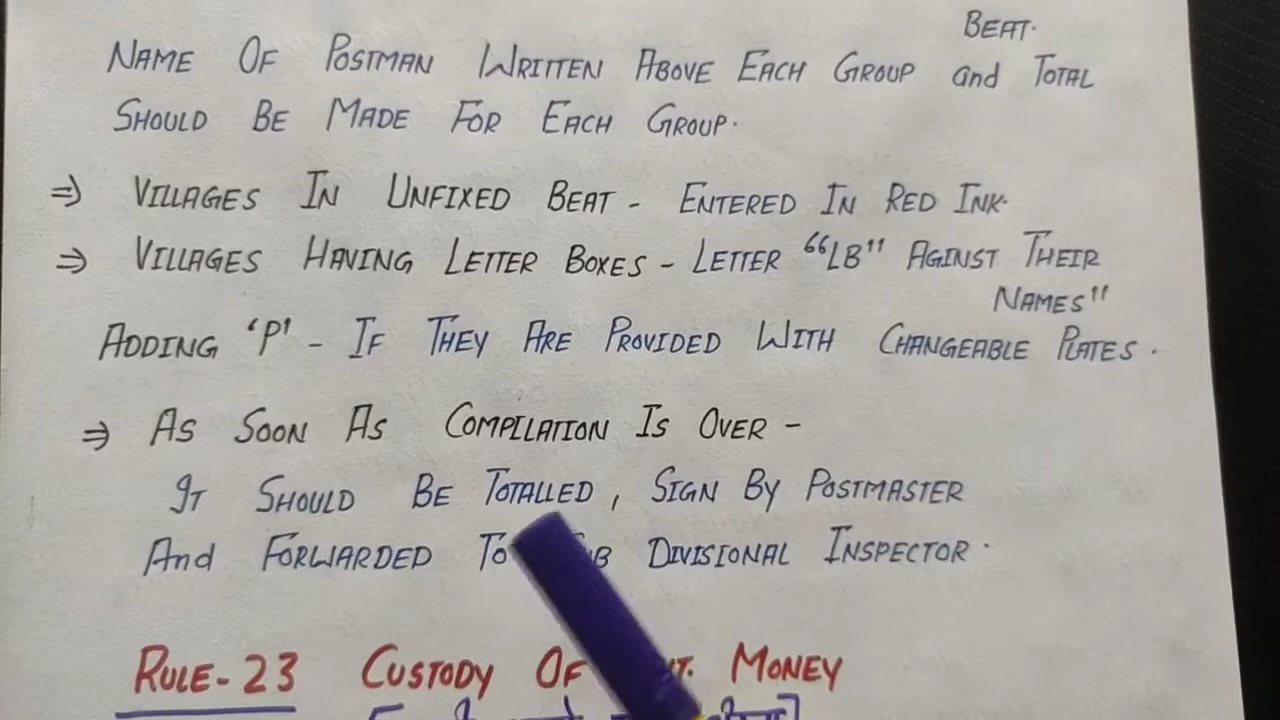 BEAT.
NAME OF POSTMAN WRITTEN ABOVE EACH GROUP and TOTAL
SHOULD BE MADE FOR EACH GROUP.
⇒ VILLAGES IN UNFIXED BEAT - ENTERED IN RED INK.
⇒ VILLAGES HAVING LETTER BOXES - LETTER "LB" AGINST THEIR
NAMES"
ADDING 'P' - IF THEY ARE PROVIDED WITH CHANGEABLE PLATES.
⇒ AS SOON AS COMPILATION IS OVER -
IT SHOULD BE TOTALLED, SIGN BY POSTMASTER
And FORWARDED TO DIVISIONAL INSPECTOR.
RULE-23 CUSTODY OF MONEY